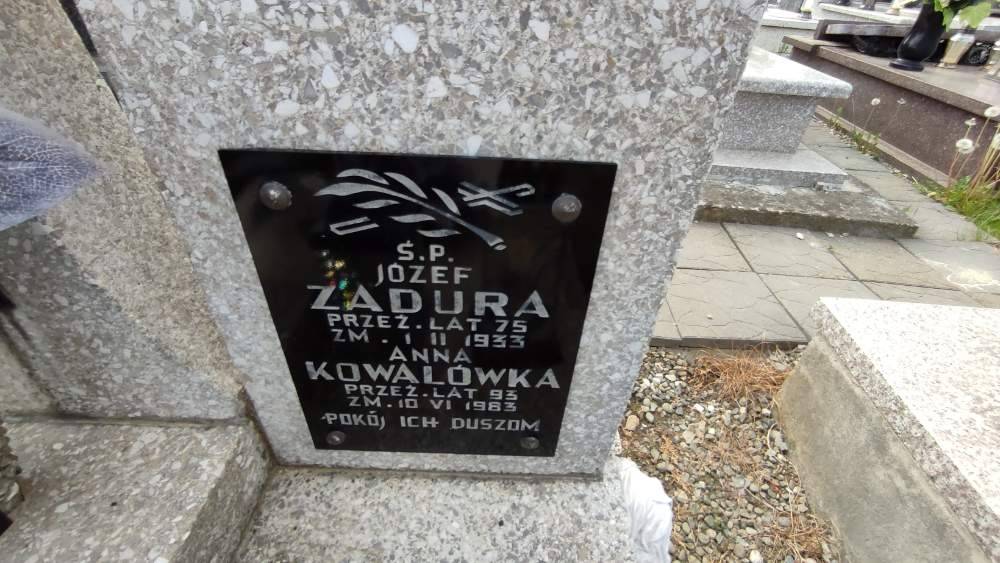 Ś.P.
JÓZEF
ZADURA
PRZEŻ. LAT 75
ZM. 1 II 1933
ANNA
KOWALÓWKA
PRZEŻ. LAT 93
ZM. 10 VI 1983
POKÓJ ICH DUSZOM